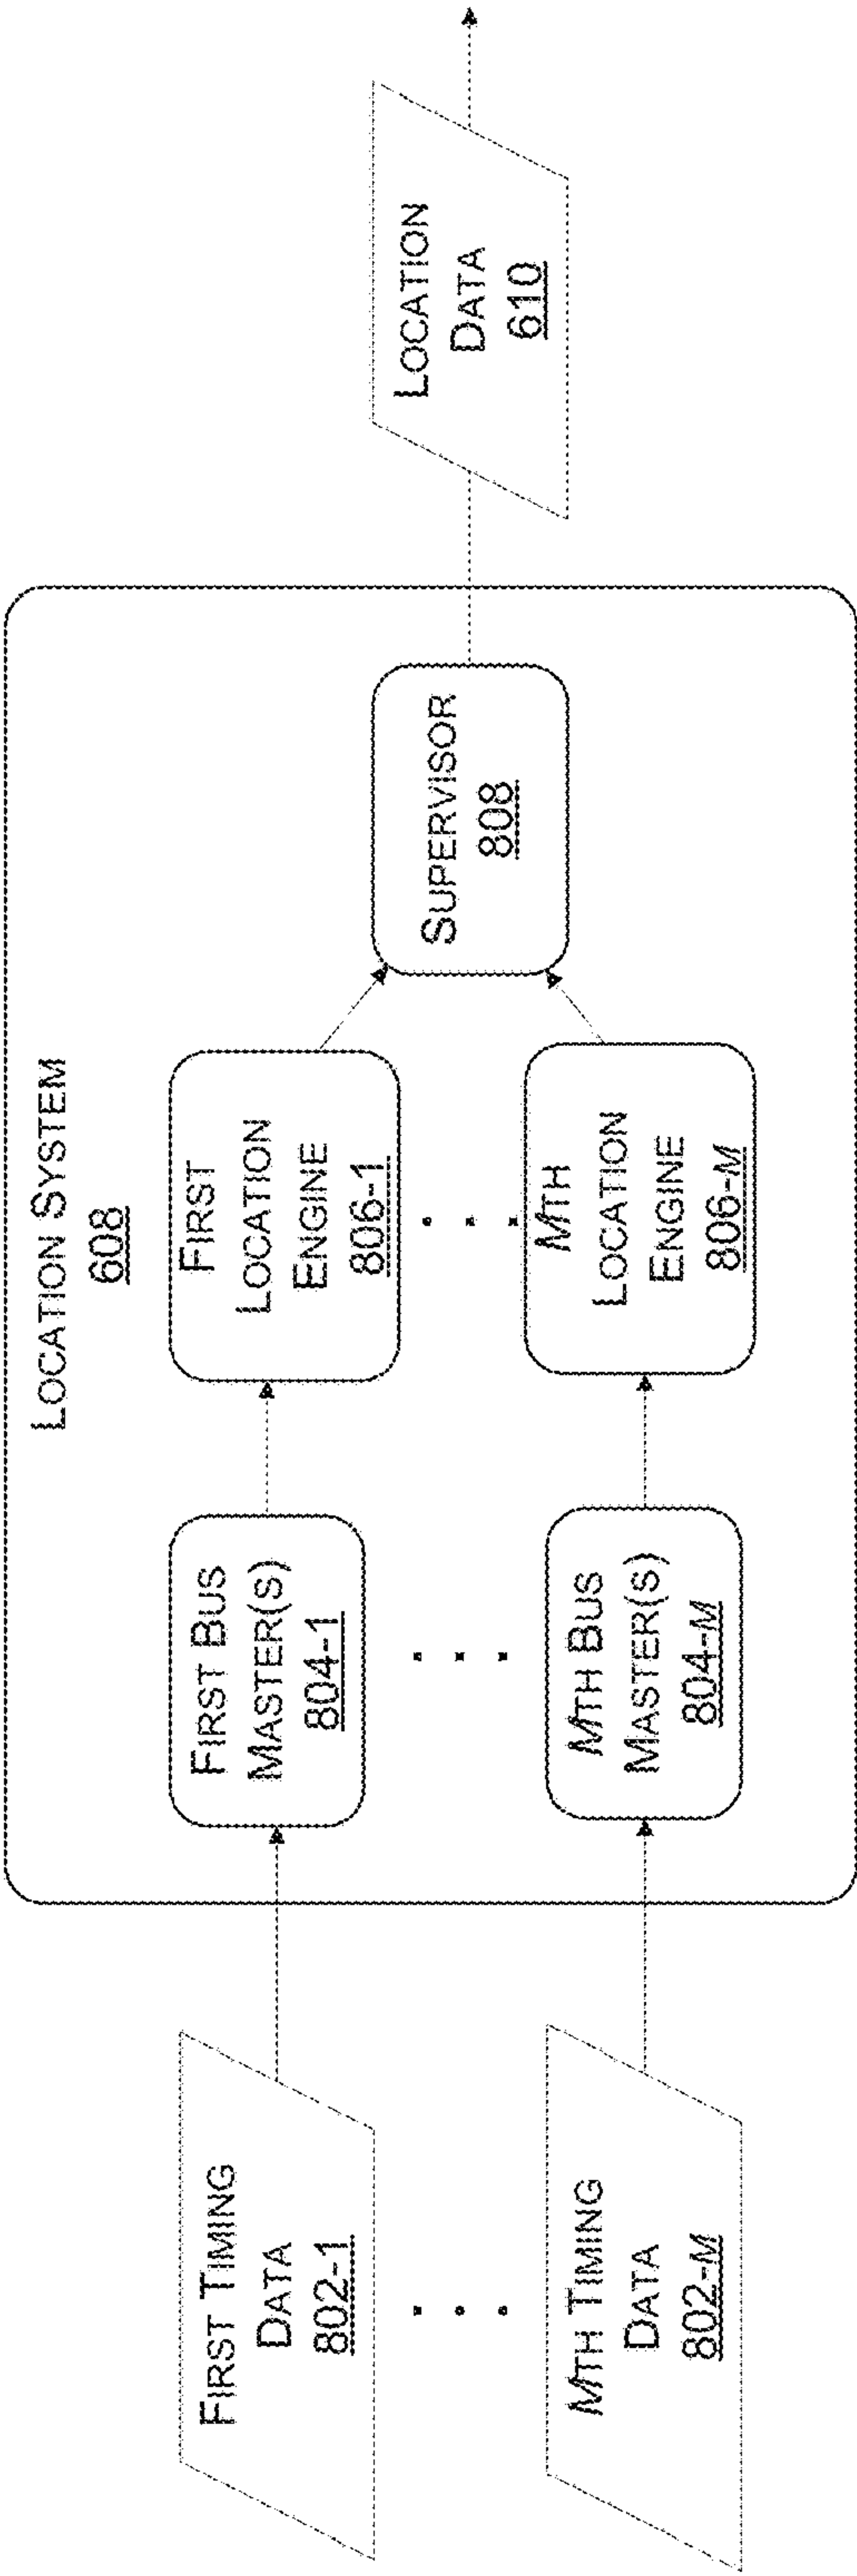 LOCATION SYSTEM
608
FIRST TIMING
DATA
802-1
FIRST BUS
MASTER(S)
804-1
FIRST
LOCATION
ENGINE
806-1
MTH TIMING
DATA
802-M
MTH BUS
MASTER(S)
804-M
MTH
LOCATION
ENGINE
806-M
SUPERVISOR
808
LOCATION
DATA
610